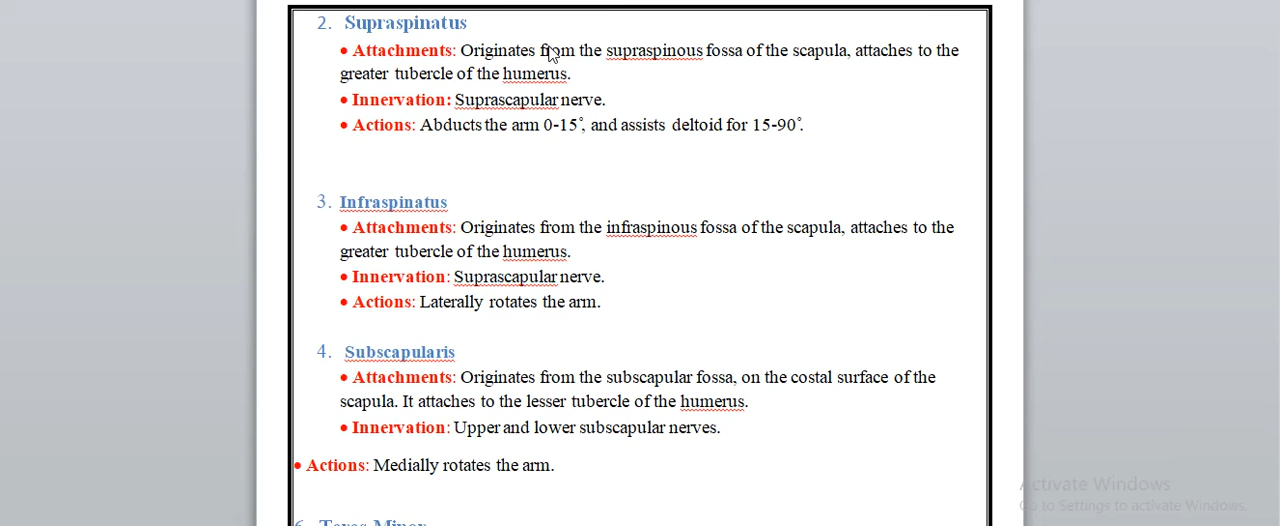 2. Supraspinatus
• Attachments: Originates from the supraspinous fossa of the scapula, attaches to the
greater tubercle of the humerus.
• Innervation: Suprascapular nerve.
• Actions: Abducts the arm 0-15˚, and assists deltoid for 15-90˚.
3. Infraspinatus
• Attachments: Originates from the infraspinous fossa of the scapula, attaches to the
greater tubercle of the humerus.
• Innervation: Suprascapular nerve.
• Actions: Laterally rotates the arm.
4. Subscapularis
• Attachments: Originates from the subscapular fossa, on the costal surface of the
scapula. It attaches to the lesser tubercle of the humerus.
• Innervation: Upper and lower subscapular nerves.
• Actions: Medially rotates the arm.
Activate Windows
Go to Settings to activate Windows.
6. Teres Minor